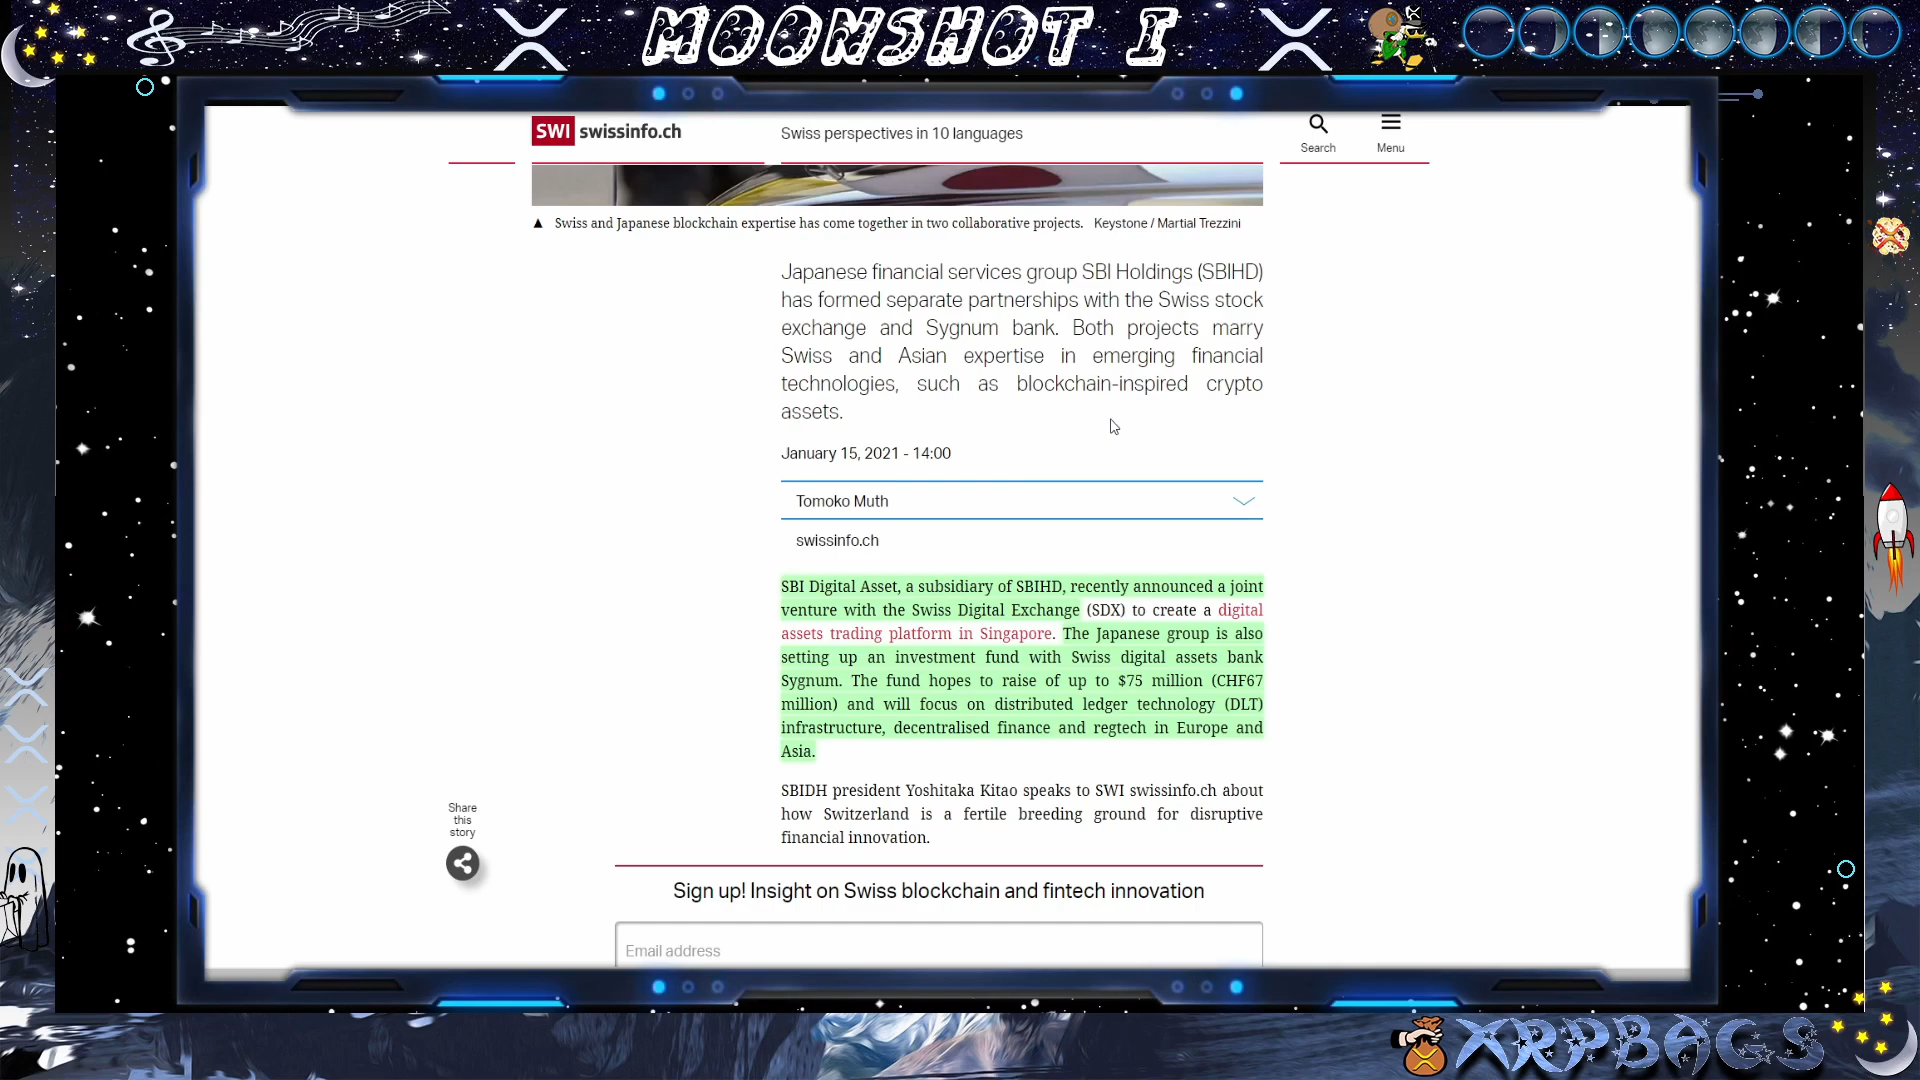 MOONSHOT I
SWI swissinfo.ch
Swiss perspectives in 10 languages
Search
Menu
Swiss and Japanese blockchain expertise has come together in two collaborative projects. Keystone / Martial Trezzini
Japanese financial services group SBI Holdings (SBIHD)
has formed separate partnerships with the Swiss stock
exchange and Sygnum bank. Both projects marry
Swiss and Asian expertise in emerging financial
technologies, such as blockchain-inspired crypto
assets.
January 15, 2021 - 14:00
Tomoko Muth
swissinfo.ch
SBI Digital Asset, a subsidiary of SBIHD, recently announced a joint
venture with the Swiss Digital Exchange (SDX) to create a digital
assets trading platform in Singapore. The Japanese group is also
setting up an investment fund with Swiss digital assets bank
Sygnum. The fund hopes to raise of up to $75 million (CHF67
million) and will focus on distributed ledger technology (DLT)
infrastructure, decentralised finance and regtech in Europe and
Asia.
SBIDH president Yoshitaka Kitao speaks to SWI swissinfo.ch about
how Switzerland is a fertile breeding ground for disruptive
financial innovation.
Share
this
story
Sign up! Insight on Swiss blockchain and fintech innovation
Email address
XRPBAGS